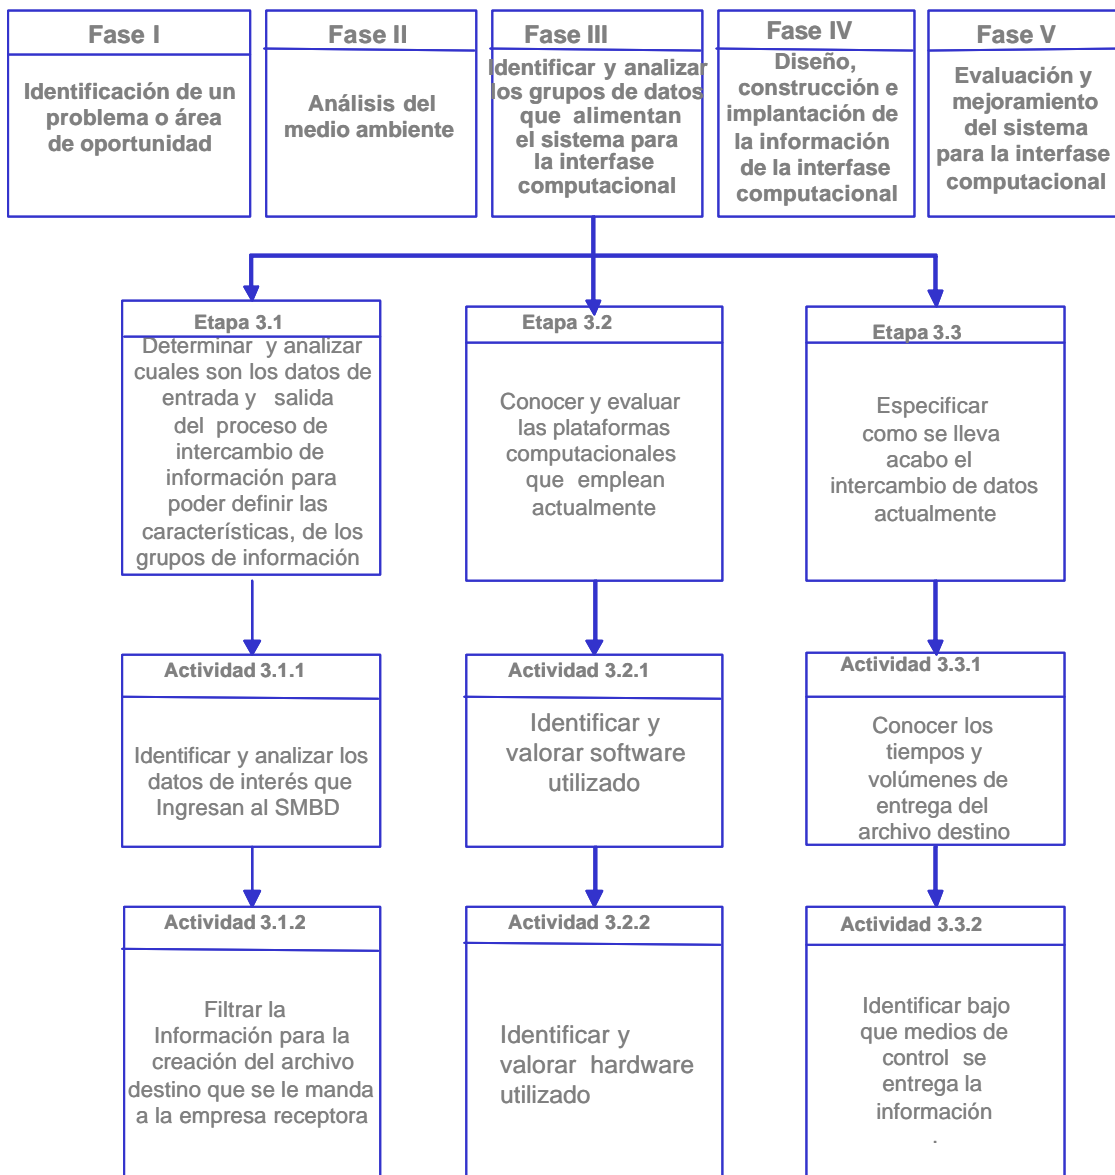 Fase I
Identificación de un
problema o área
de oportunidad
Fase II
Análisis del
medio ambiente
Fase III
Identificar y analizar
los grupos de datos
que alimentan
el sistema para
la interfase
computacional
Fase IV
Diseño,
construcción e
implantación de
la información
de la interfase
computacional
Fase V
Evaluación y
mejoramiento
del sistema
para la interfase
computacional
Etapa 3.1
Determinar y analizar
cuales son los datos de
entrada y salida
del proceso de
intercambio de
información para
poder definir las
características, de los
grupos de información
Etapa 3.2
Conocer y evaluar
las plataformas
computacionales
que emplean
actualmente
Etapa 3.3
Especificar
como se lleva
acabo el
intercambio de datos
actualmente
Actividad 3.1.1
Identificar y analizar los
datos de interés que
Ingresan al SMBD
Actividad 3.2.1
Identificar y
valorar software
utilizado
Actividad 3.3.1
Conocer los
tiempos y
volúmenes de
entrega del
archivo destino
Actividad 3.1.2
Filtrar la
Información para la
creación del archivo
destino que se le manda
a la empresa receptora
Actividad 3.2.2
Identificar y
valorar hardware
utilizado
Actividad 3.3.2
Identificar bajo
que medios de
control se
entrega la
información
.